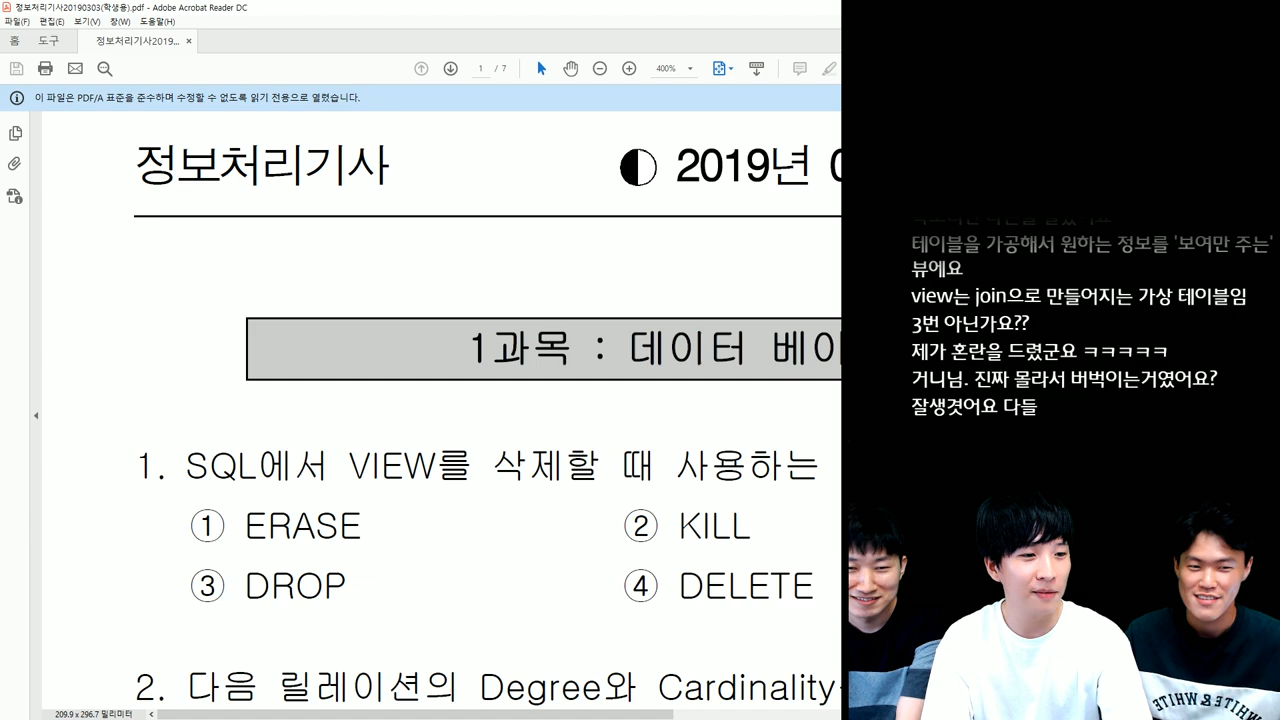 정보처리기사20190303(학생용).pdf - Adobe Acrobat Reader DC
파일(F) 편집(E) 보기(V) 창(W) 도움말(H)
홈 도구 정보처리기사2019... ×
1 / 7 400%
이 파일은 PDF/A 표준을 준수하며 수정할 수 없도록 읽기 전용으로 열렸습니다.
정보처리기사 2019년 0
1과목 : 데이터 베이
1. SQL에서 VIEW를 삭제할 때 사용하는
① ERASE ② KILL
③ DROP ④ DELETE
2. 다음 릴레이션의 Degree와 Cardinality
209.9 x 296.7 밀리미터
테이블을 가공해서 원하는 정보를 '보여만 주는'
뷰에요
view는 join으로 만들어지는 가상 테이블임
3번 아닌가요??
제가 혼란을 드렸군요 ㅋㅋㅋㅋㅋ
거니님. 진짜 몰라서 버벅이는거였어요?
잘생겻어요 다들